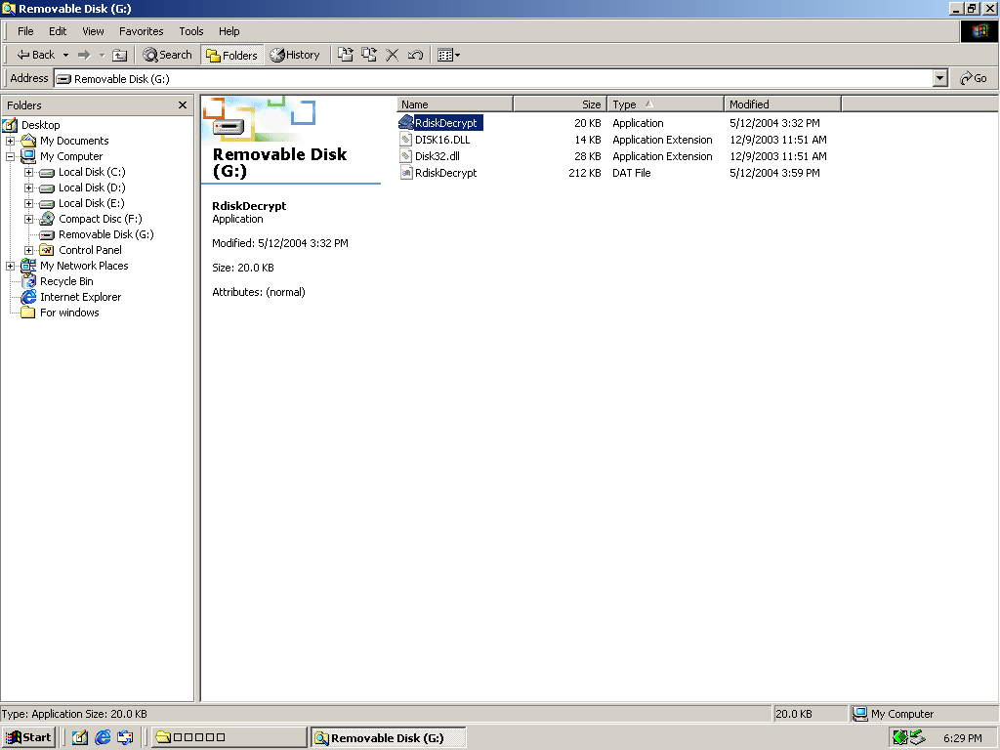 Removable Disk (G:)
File Edit View Favorites Tools Help
Back Search Folders History
Address Removable Disk (G:) Go
Folders
Desktop
My Documents
My Computer
Local Disk (C:)
Local Disk (D:)
Local Disk (E:)
Compact Disc (F:)
Removable Disk (G:)
Control Panel
My Network Places
Recycle Bin
Internet Explorer
For windows
Removable Disk
(G:)
RdiskDecrypt
Application
Modified: 5/12/2004 3:32 PM
Size: 20.0 KB
Attributes: (normal)
Name Size Type Modified
RdiskDecrypt 20 KB Application 5/12/2004 3:32 PM
DISK16.DLL 14 KB Application Extension 12/9/2003 11:51 AM
Disk32.dll 28 KB Application Extension 12/9/2003 11:51 AM
RdiskDecrypt 212 KB DAT File 5/12/2004 3:59 PM
Type: Application Size: 20.0 KB 20.0 KB My Computer
Start □□□□□ Removable Disk (G:) 6:29 PM